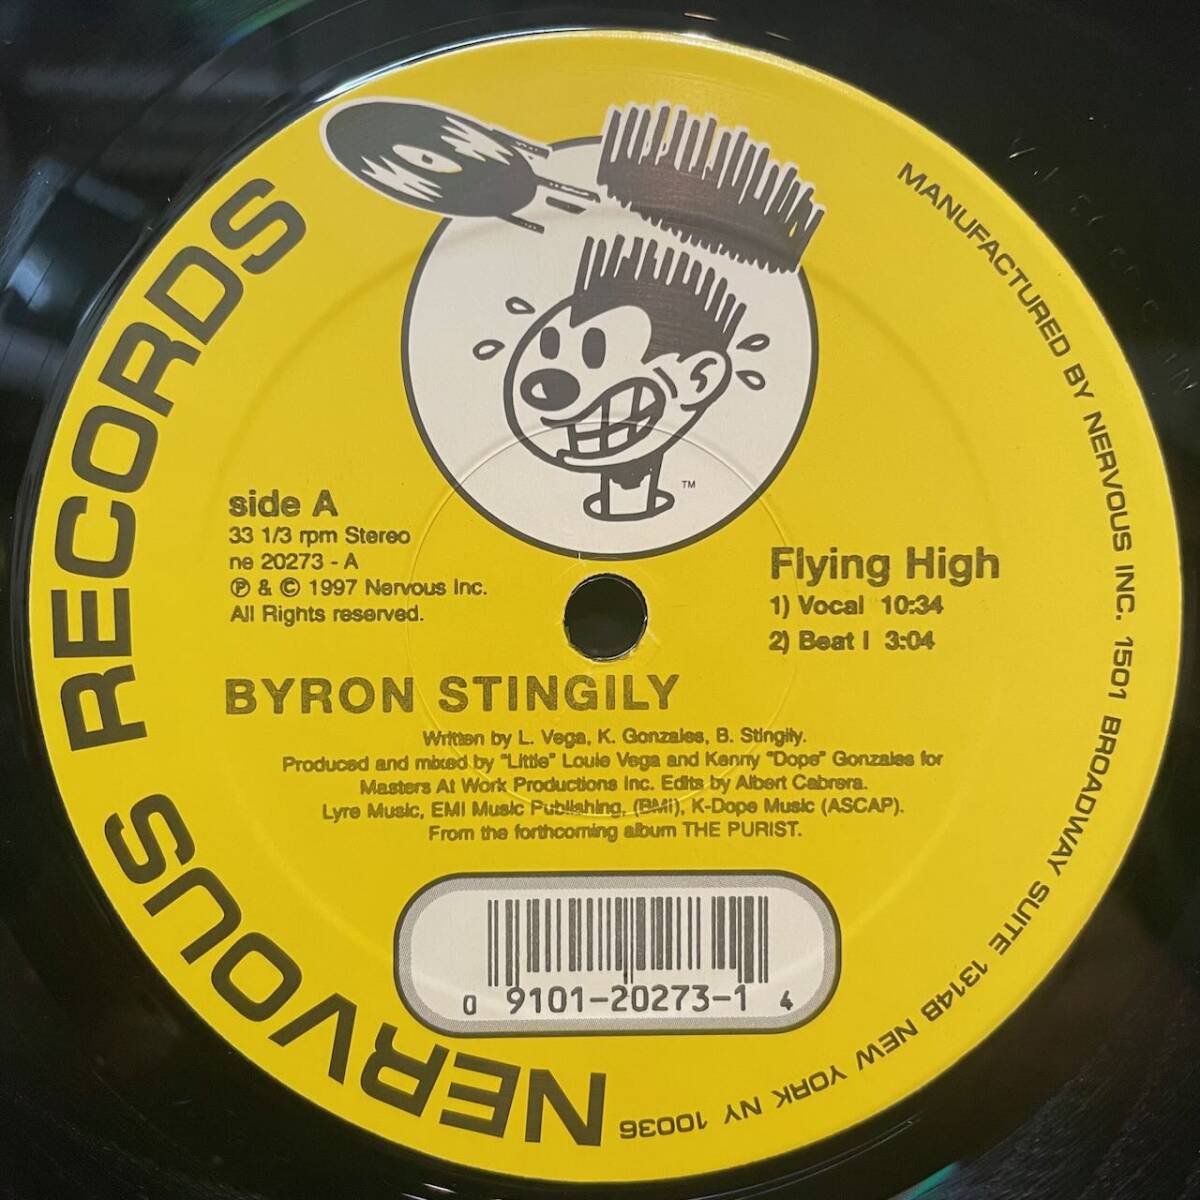 NERVOUS RECORDS
MANUFACTURED BY NERVOUS INC. 1501 BROADWAY SUITE 1314B NEW YORK NY 10036
TM
side A
33 1/3 rpm Stereo
ne 20273 - A
℗ & © 1997 Nervous Inc.
All Rights reserved.
Flying High
1) Vocal 10:34
2) Beat I 3:04
BYRON STINGILY
Written by L. Vega, K. Gonzales, B. Stingily.
Produced and mixed by "Little" Louie Vega and Kenny "Dope" Gonzales for
Masters At Work Productions Inc. Edits by Albert Cabrera.
Lyre Music, EMI Music Publishing, (BMI), K-Dope Music (ASCAP).
From the forthcoming album THE PURIST.
0 9101-20273-1 4